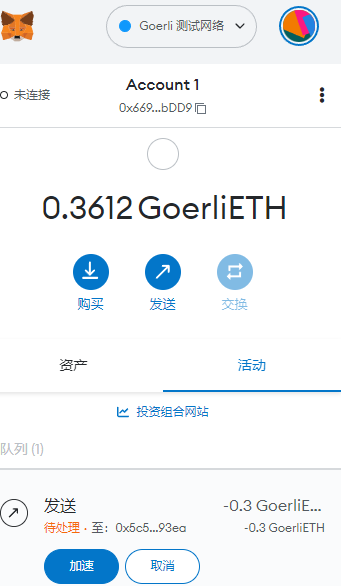 Goerli 测试网络
未连接
Account 1
0x669...bDD9
0.3612 GoerliETH
购买
发送
交换
资产
活动
投资组合网站
队列 (1)
发送
-0.3 GoerliE...
待处理 · 至: 0x5c5...93ea
-0.3 GoerliETH
加速
取消